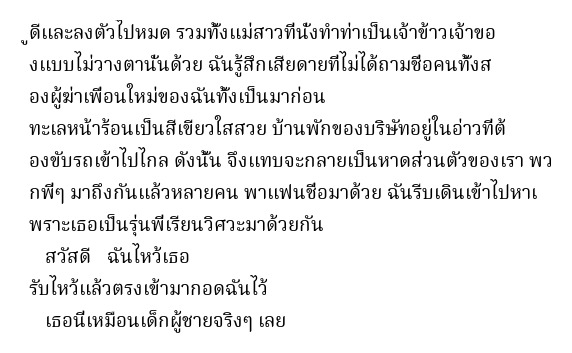 ูดีและลงตัวไปหมด รวมทั้งแม่สาวที่นั่งทำท่าเป็นเจ้าข้าวเจ้าขอ
งแบบไม่วางตานั่นด้วย ฉันรู้สึกเสียดายที่ไม่ได้ถามชื่อคนทั้งส
องผู้ฆ่าเพื่อนใหม่ของฉันทั้งเป็นมาก่อน
ทะเลหน้าร้อนเป็นสีเขียวใสสวย บ้านพักของบริษัทอยู่ในอ่าวที่ต้
องขับรถเข้าไปไกล ดังนั้น จึงแทบจะกลายเป็นหาดส่วนตัวของเรา พว
กพี่ๆ มาถึงกันแล้วหลายคน พาแฟนชื่อมาด้วย ฉันรีบเดินเข้าไปหาเ
พราะเธอเป็นรุ่นพี่เรียนวิศวะมาด้วยกัน
สวัสดี ฉันไหว้เธอ
รับไหว้แล้วตรงเข้ามากอดฉันไว้
เธอนี่เหมือนเด็กผู้ชายจริงๆ เลย